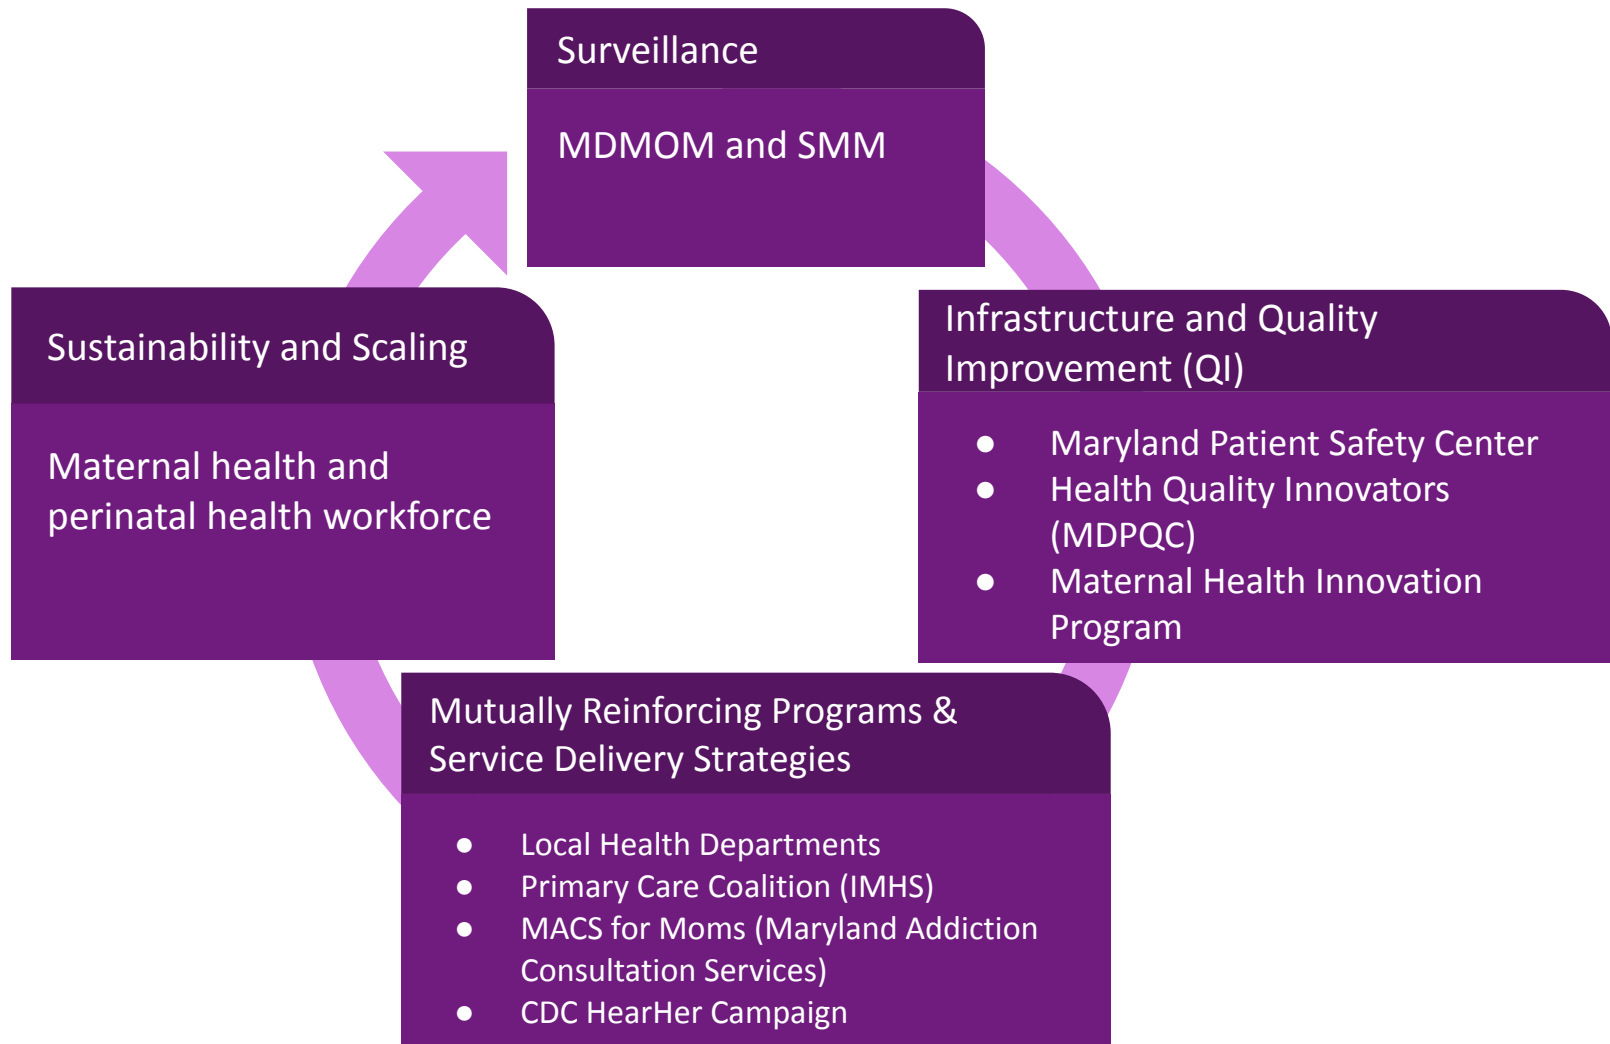 Surveillance
MDMOM and SMM
Infrastructure and Quality
Improvement (QI)
● Maryland Patient Safety Center
● Health Quality Innovators
(MDPQC)
● Maternal Health Innovation
Program
Mutually Reinforcing Programs &
Service Delivery Strategies
● Local Health Departments
● Primary Care Coalition (IMHS)
● MACS for Moms (Maryland Addiction
Consultation Services)
● CDC HearHer Campaign
Sustainability and Scaling
Maternal health and
perinatal health workforce